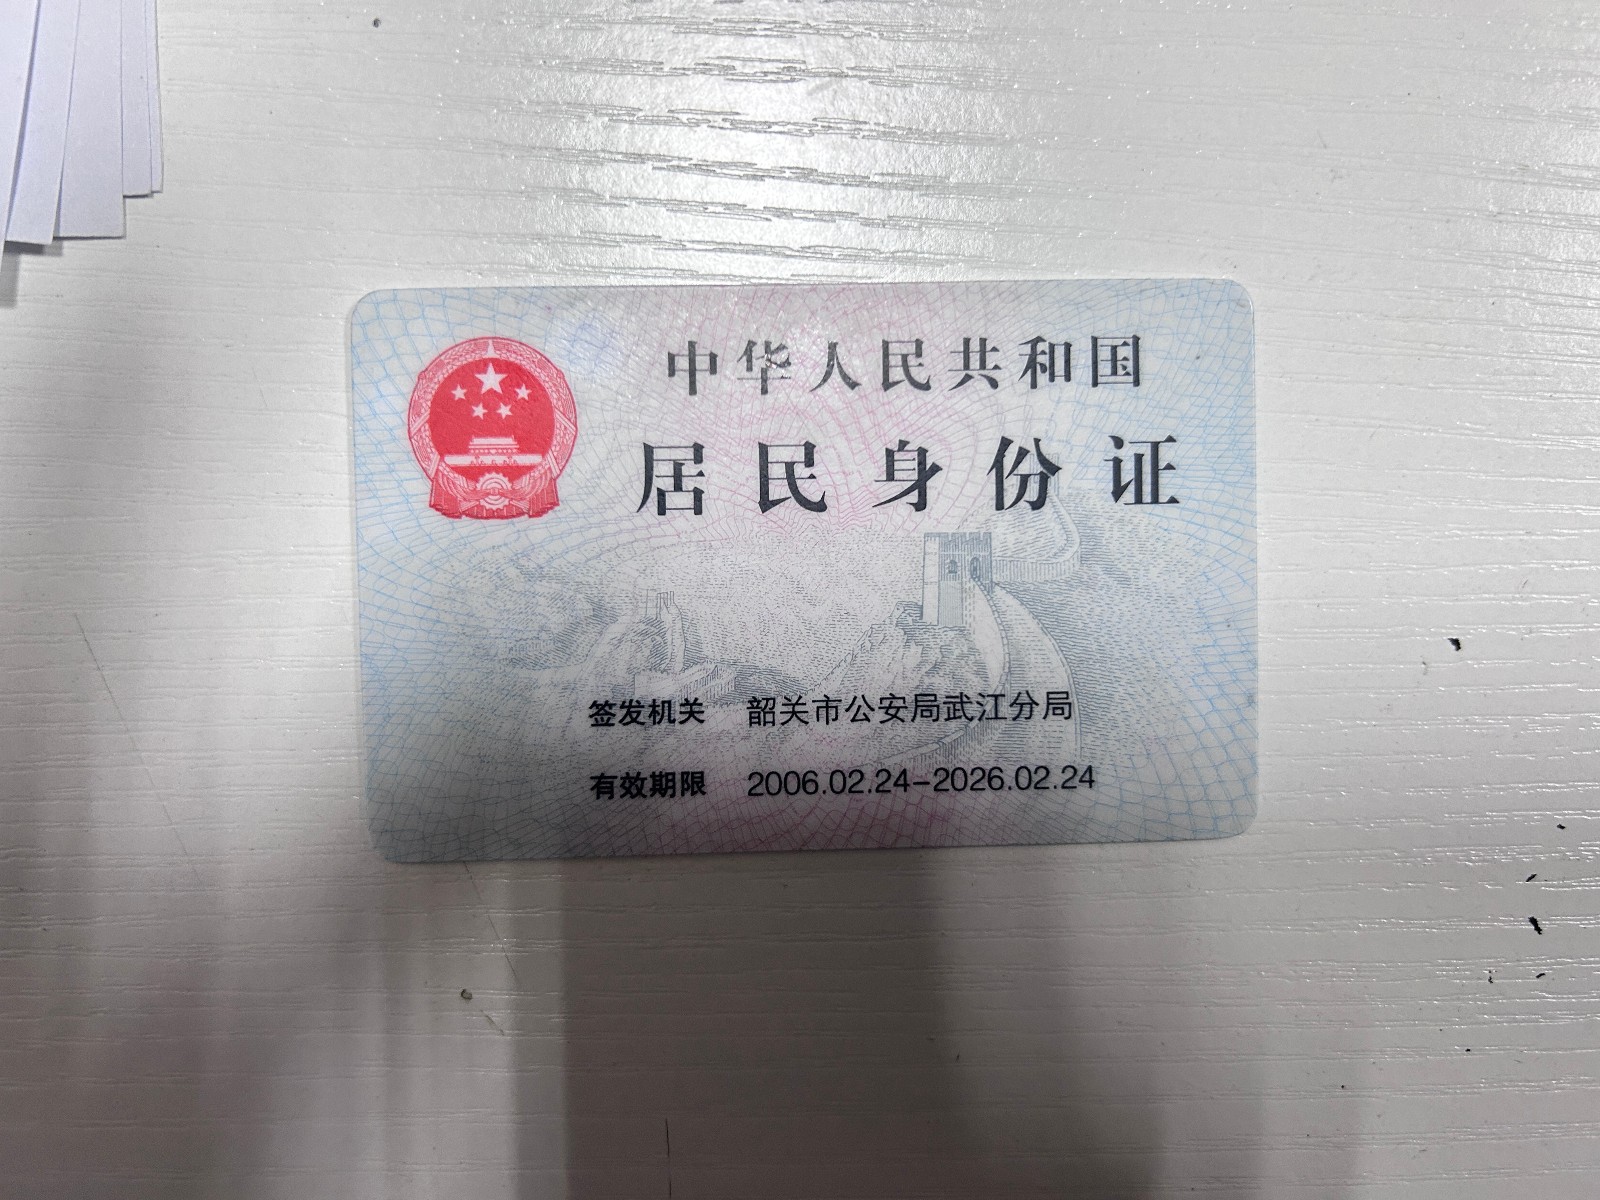 中华人民共和国
居民身份证
签发机关 韶关市公安局武江分局
有效期限 2006.02.24-2026.02.24